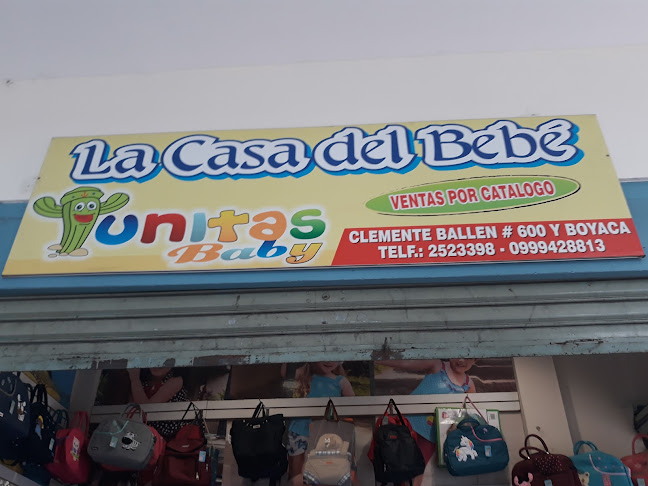 La Casa del Bebé
Tunitas
Baby
VENTAS POR CATALOGO
CLEMENTE BALLEN # 600 Y BOYACA
TELF.: 2523398 - 0999428813